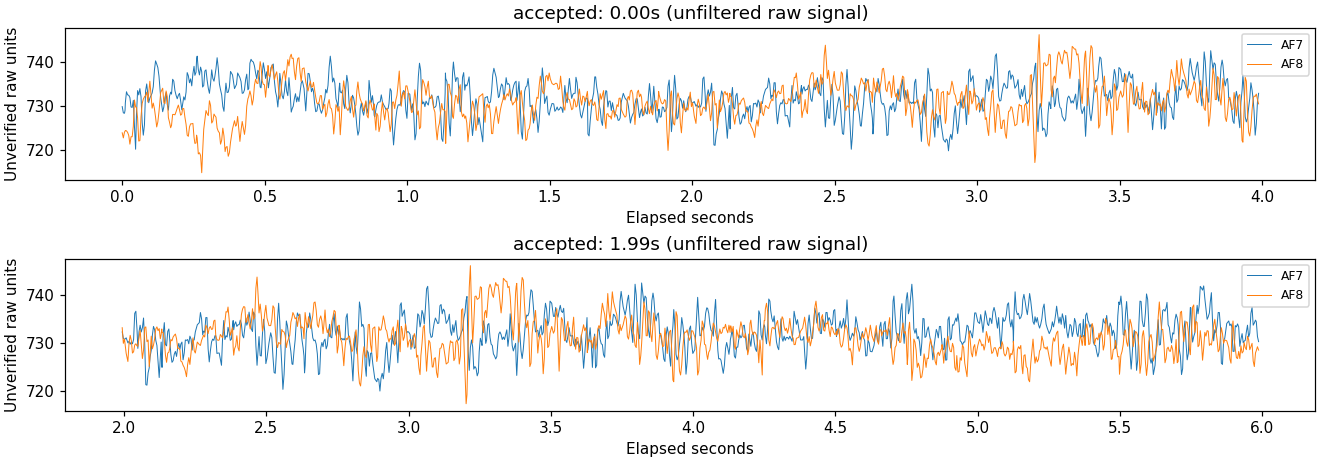 accepted: 0.00s (unfiltered raw signal)
Unverified raw units
740
730
720
AF7
AF8
0.0 0.5 1.0 1.5 2.0 2.5 3.0 3.5 4.0
Elapsed seconds
accepted: 1.99s (unfiltered raw signal)
Unverified raw units
740
730
720
AF7
AF8
2.0 2.5 3.0 3.5 4.0 4.5 5.0 5.5 6.0
Elapsed seconds